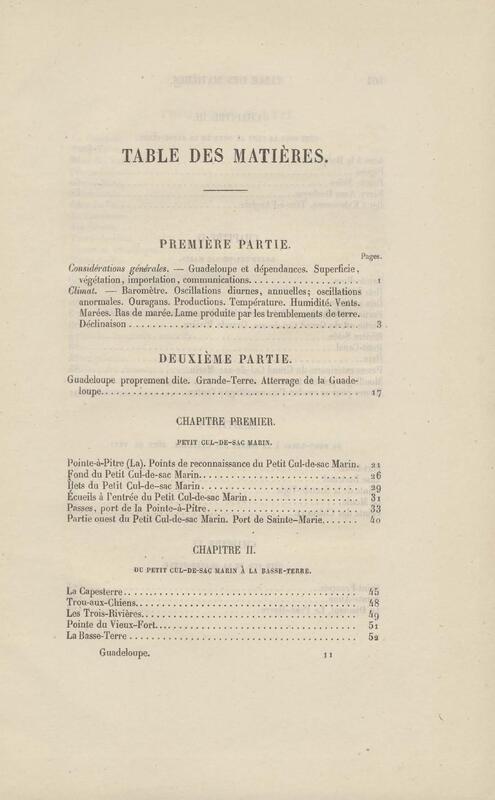 TABLE DES MATIÈRES.
PREMIÈRE PARTIE.
Pages.
Considérations générales. — Guadeloupe et dépendances. Superficie,
végétation, importation, communications.................. 1
Climat. — Baromètre. Oscillations diurnes, annuelles; oscillations
anormales. Ouragans. Productions. Température. Humidité. Vents.
Marées. Ras de marée. Lame produite par les tremblements de terre.
Déclinaison...................................... 3
DEUXIÈME PARTIE.
Guadeloupe proprement dite. Grande-Terre. Atterrage de la Guade-
loupe.......................................... 17
CHAPITRE PREMIER.
PETIT CUL-DE-SAC MARIN.
Pointe-à-Pître (La). Points de reconnaissance du Petit Cul-de-sac Marin. 21
Fond du Petit Cul-de-sac Marin.......................... 26
Îlets du Petit Cul-de-sac Marin.......................... 29
Écueils à l'entrée du Petit Cul-de-sac Marin.................. 31
Passes, port de la Pointe-à-Pître......................... 33
Partie ouest du Petit Cul-de-sac Marin. Port de Sainte-Marie....... 40
CHAPITRE II.
DU PETIT CUL-DE-SAC MARIN À LA BASSE-TERRE.
La Capesterre...................................... 45
Trou-aux-Chiens.................................... 48
Les Trois-Rivières................................... 49
Pointe du Vieux-Fort................................. 51
La Basse-Terre..................................... 52
Guadeloupe. 11